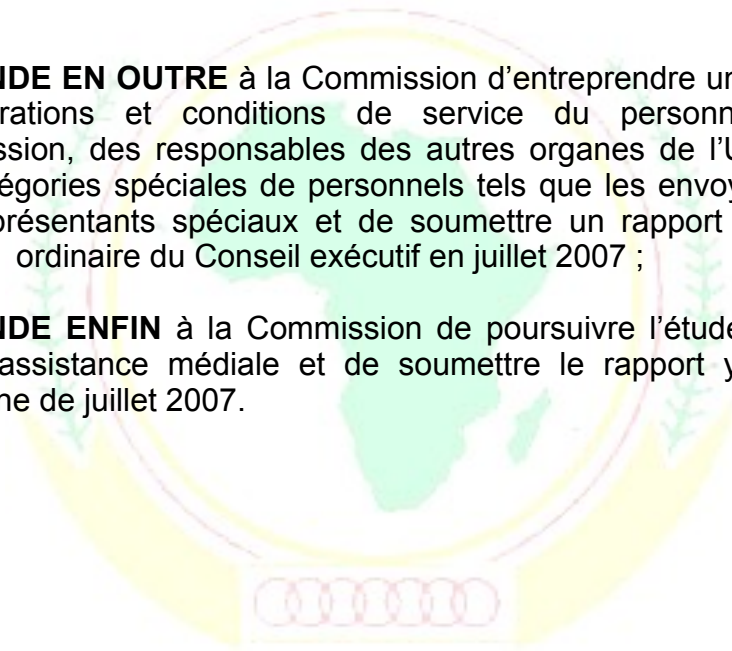 NDE EN OUTRE à la Commission d’entreprendre un
rations et conditions de service du personn
ssion, des responsables des autres organes de l’U
égories spéciales de personnels tels que les envoy
présentants spéciaux et de soumettre un rapport
ordinaire du Conseil exécutif en juillet 2007 ;
NDE ENFIN à la Commission de poursuivre l’étude
assistance médiale et de soumettre le rapport y
ne de juillet 2007.